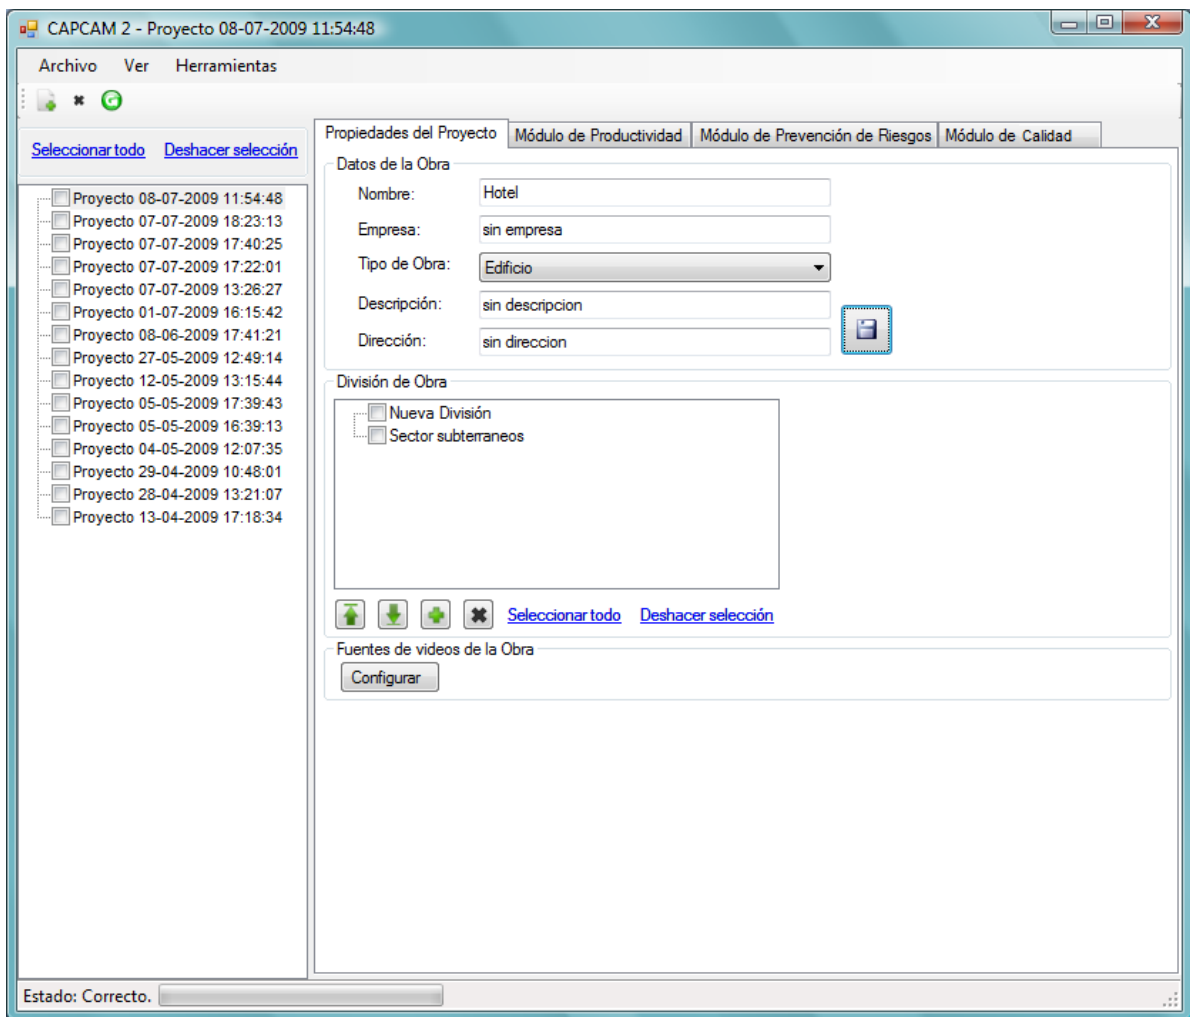 CAPCAM 2 - Proyecto 08-07-2009 11:54:48
Archivo Ver Herramientas
Seleccionar todo Deshacer selección
Proyecto 08-07-2009 11:54:48
Proyecto 07-07-2009 18:23:13
Proyecto 07-07-2009 17:40:25
Proyecto 07-07-2009 17:22:01
Proyecto 07-07-2009 13:26:27
Proyecto 01-07-2009 16:15:42
Proyecto 08-06-2009 17:41:21
Proyecto 27-05-2009 12:49:14
Proyecto 12-05-2009 13:15:44
Proyecto 05-05-2009 17:39:43
Proyecto 05-05-2009 16:39:13
Proyecto 04-05-2009 12:07:35
Proyecto 29-04-2009 10:48:01
Proyecto 28-04-2009 13:21:07
Proyecto 13-04-2009 17:18:34
Propiedades del Proyecto Módulo de Productividad Módulo de Prevención de Riesgos Módulo de Calidad
Datos de la Obra
Nombre: Hotel
Empresa: sin empresa
Tipo de Obra: Edificio
Descripción: sin descripcion
Dirección: sin direccion
División de Obra
Nueva División
Sector subterraneos
Seleccionar todo Deshacer selección
Fuentes de videos de la Obra
Configurar
Estado: Correcto.